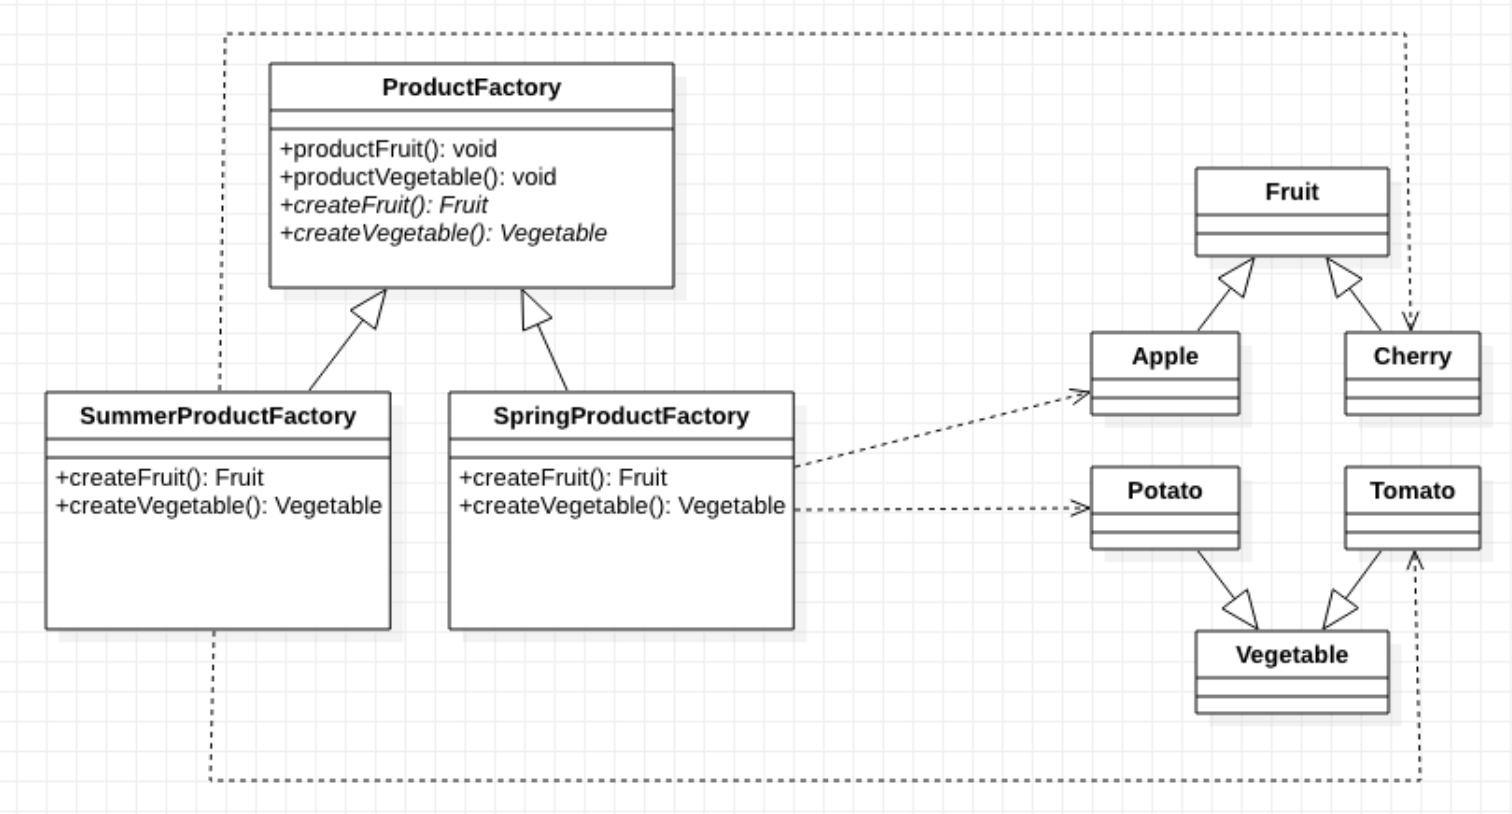 ProductFactory
+productFruit(): void
+productVegetable(): void
+createFruit(): Fruit
+createVegetable(): Vegetable
Fruit
Apple
Cherry
SummerProductFactory
+createFruit(): Fruit
+createVegetable(): Vegetable
SpringProductFactory
+createFruit(): Fruit
+createVegetable(): Vegetable
Potato
Tomato
Vegetable